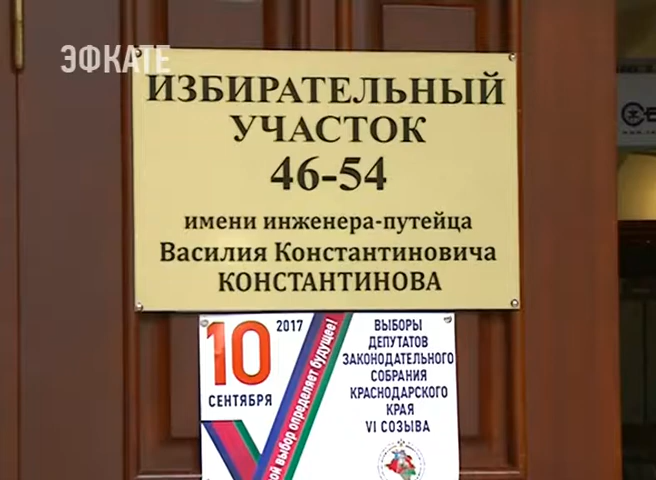 ЭФКАТЕ
ИЗБИРАТЕЛЬНЫЙ
УЧАСТОК
46-54
имени инженера-путейца
Василия Константиновича
КОНСТАНТИНОВА
10
2017
СЕНТЯБРЯ
выбор определяет будущее!
ВЫБОРЫ
ДЕПУТАТОВ
ЗАКОНОДАТЕЛЬНОГО
СОБРАНИЯ
КРАСНОДАРСКОГО
КРАЯ
VI СОЗЫВА